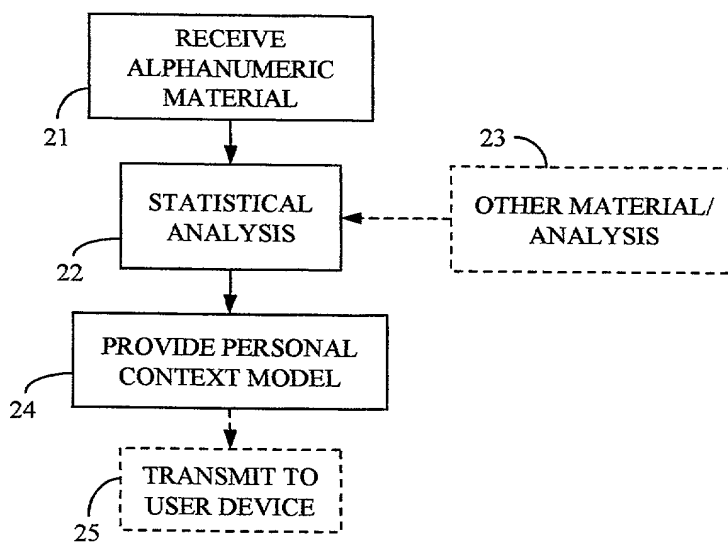 RECEIVE
ALPHANUMERIC
MATERIAL
21
STATISTICAL
ANALYSIS
22
23
OTHER MATERIAL/
ANALYSIS
PROVIDE PERSONAL
CONTEXT MODEL
24
TRANSMIT TO
USER DEVICE
25